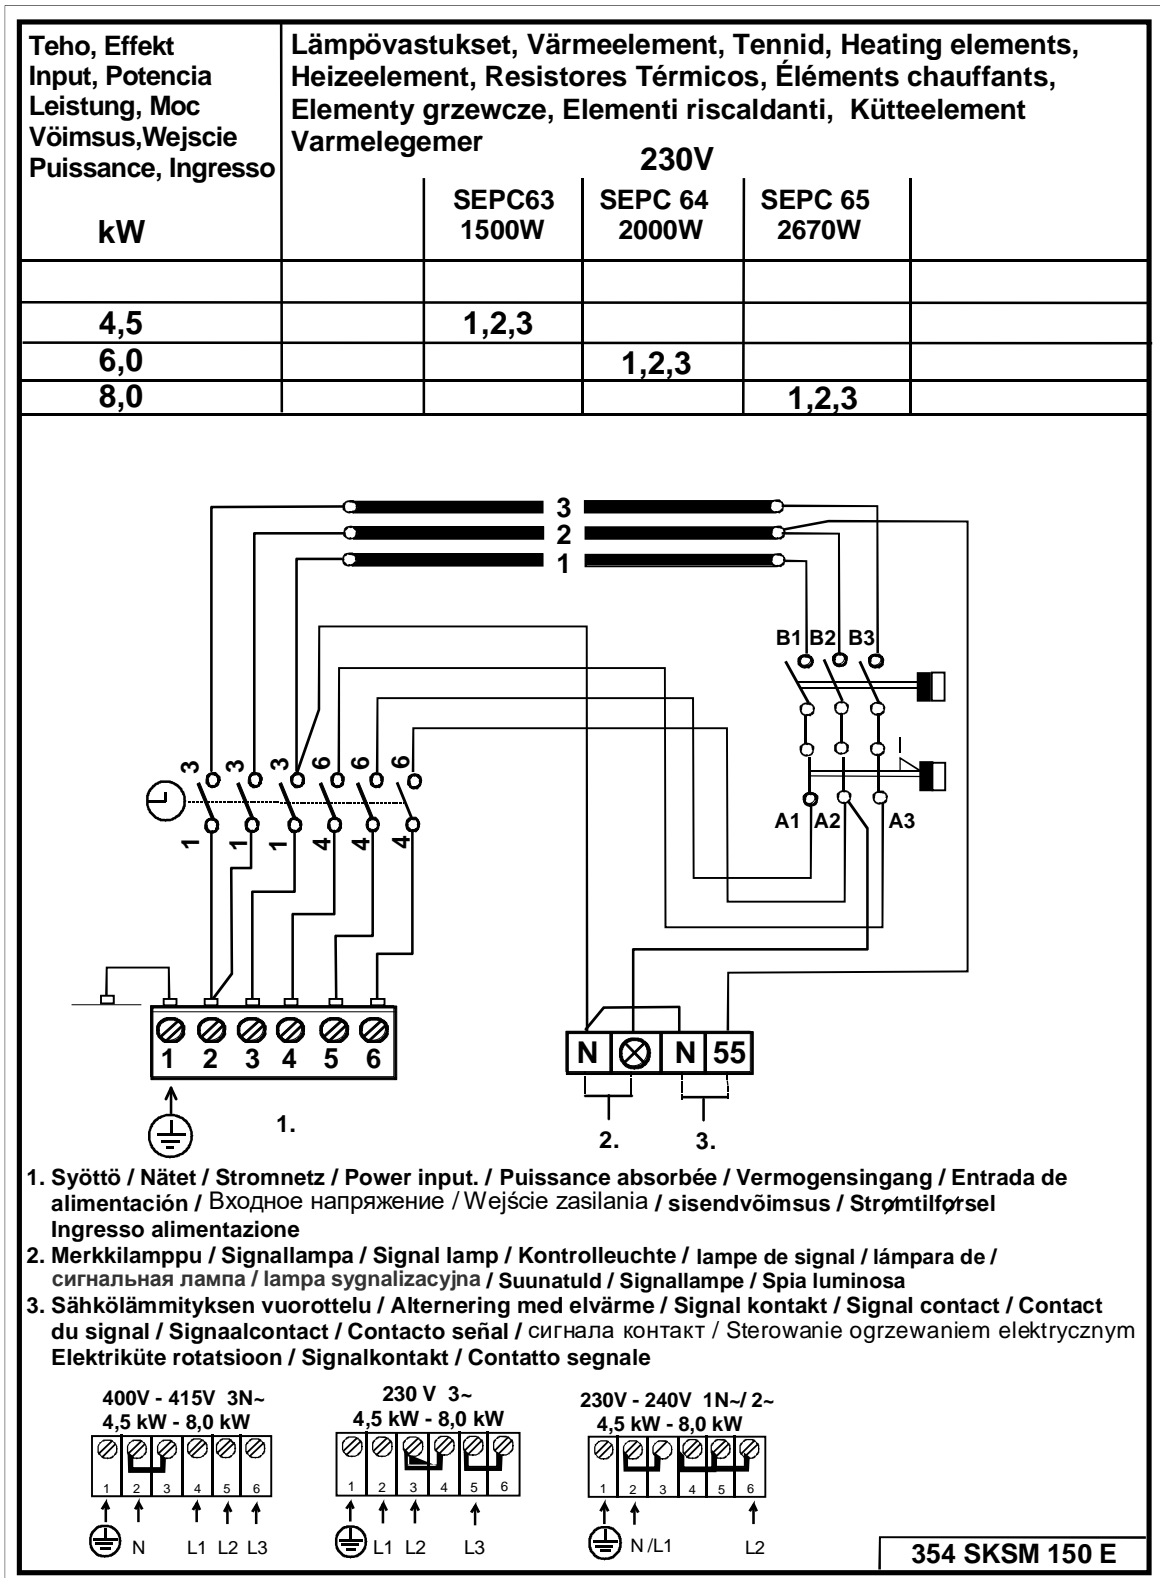 Teho, Effekt
Input, Potencia
Leistung, Moc
Vöimsus,Wejscie
Puissance, Ingresso
kW
Lämpövastukset, Värmeelement, Tennid, Heating elements,
Heizeelement, Resistores Térmicos, Éléments chauffants,
Elementy grzewcze, Elementi riscaldanti, Kütteelement
Varmelegemer
230V
SEPC63 SEPC 64 SEPC 65
1500W 2000W 2670W
4,5 1,2,3
6,0 1,2,3
8,0 1,2,3
3
2
1
B1 B2 B3
3 3 3 6 6 6
1 1 1 4 4 4
A1 A2 A3
1 2 3 4 5 6
N N 55
1.
2. 3.
1. Syöttö / Nätet / Stromnetz / Power input. / Puissance absorbée / Vermogensingang / Entrada de
alimentación / Входное напряжение / Wejście zasilania / sisendvõimsus / Strømtilførsel
Ingresso alimentazione
2. Merkkilamppu / Signallampa / Signal lamp / Kontrolleuchte / lampe de signal / lámpara de /
сигнальная лампа / lampa sygnalizacyjna / Suunatuld / Signallampe / Spia luminosa
3. Sähkölämmityksen vuorottelu / Alternering med elvärme / Signal kontakt / Signal contact / Contact
du signal / Signaalcontact / Contacto señal / сигнала контакт / Sterowanie ogrzewaniem elektrycznym
Elektriküte rotatsioon / Signalkontakt / Contatto segnale
400V - 415V 3N~
4,5 kW - 8,0 kW
1 2 3 4 5 6
N L1 L2 L3
230 V 3~
4,5 kW - 8,0 kW
1 2 3 4 5 6
L1 L2 L3
230V - 240V 1N~/ 2~
4,5 kW - 8,0 kW
1 2 3 4 5 6
N /L1 L2
354 SKSM 150 E